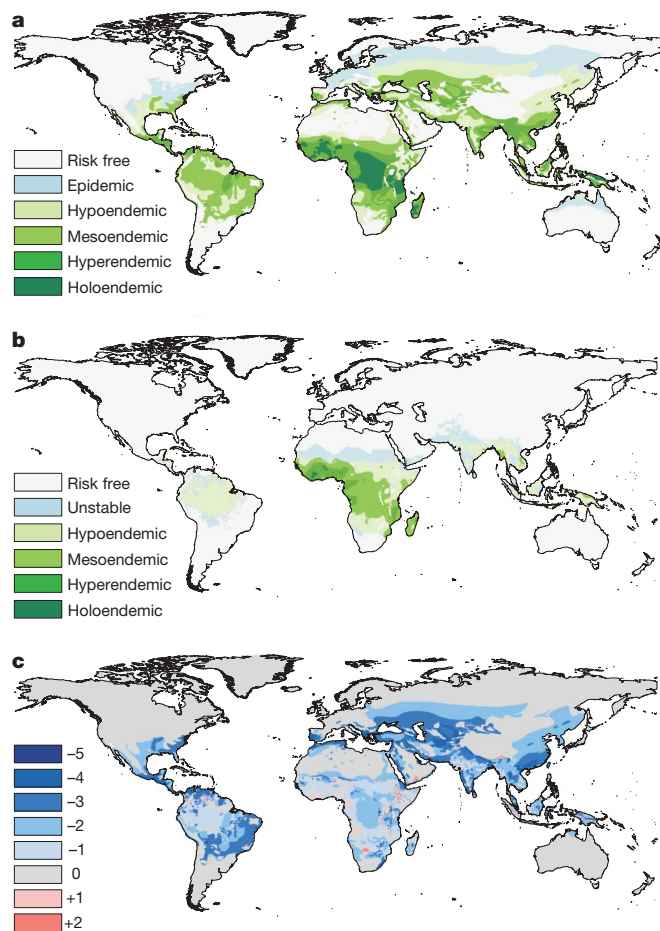 a
Risk free
Epidemic
Hypoendemic
Mesoendemic
Hyperendemic
Holoendemic
b
Risk free
Unstable
Hypoendemic
Mesoendemic
Hyperendemic
Holoendemic
c
−5
−4
−3
−2
−1
0
+1
+2